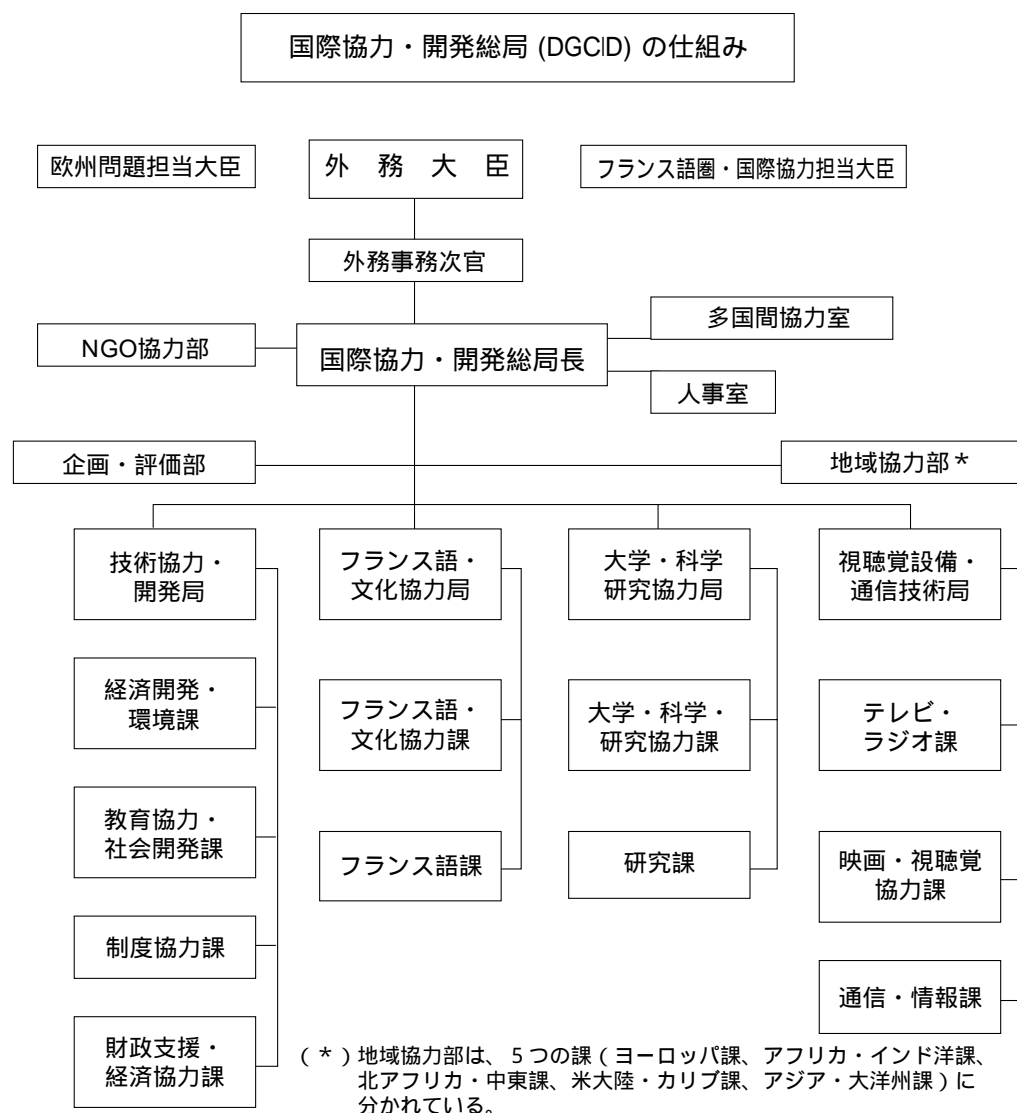 国際協力・開発総局 (DGCID) の仕組み
欧州問題担当大臣
外 務 大 臣
フランス語圏・国際協力担当大臣
外務事務次官
多国間協力室
NGO協力部
国際協力・開発総局長
人事室
企画・評価部
地域協力部*
技術協力・
開発局
経済開発・
環境課
教育協力・
社会開発課
制度協力課
財政支援・
経済協力課
フランス語・
文化協力局
フランス語・
文化協力課
フランス語課
大学・科学
研究協力局
大学・科学・
研究協力課
研究課
視聴覚設備・
通信技術局
テレビ・
ラジオ課
映画・視聴覚
協力課
通信・情報課
(*)地域協力部は、5つの課(ヨーロッパ課、アフリカ・インド洋課、
北アフリカ・中東課、米大陸・カリブ課、アジア・大洋州課)に
分かれている。